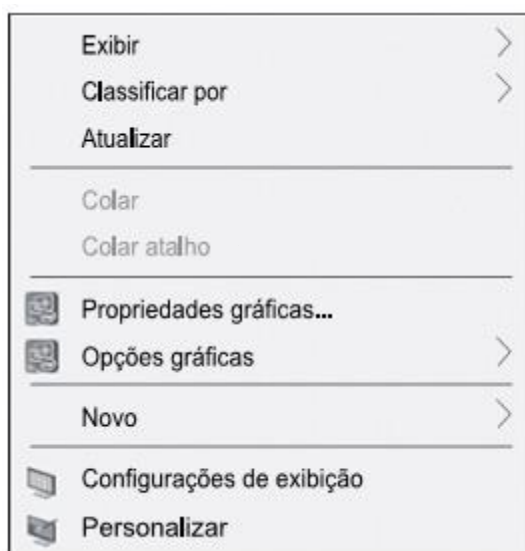 Exibir
Classificar por
Atualizar
Colar
Colar atalho
Propriedades gráficas...
Opções gráficas
Novo
Configurações de exibição
Personalizar